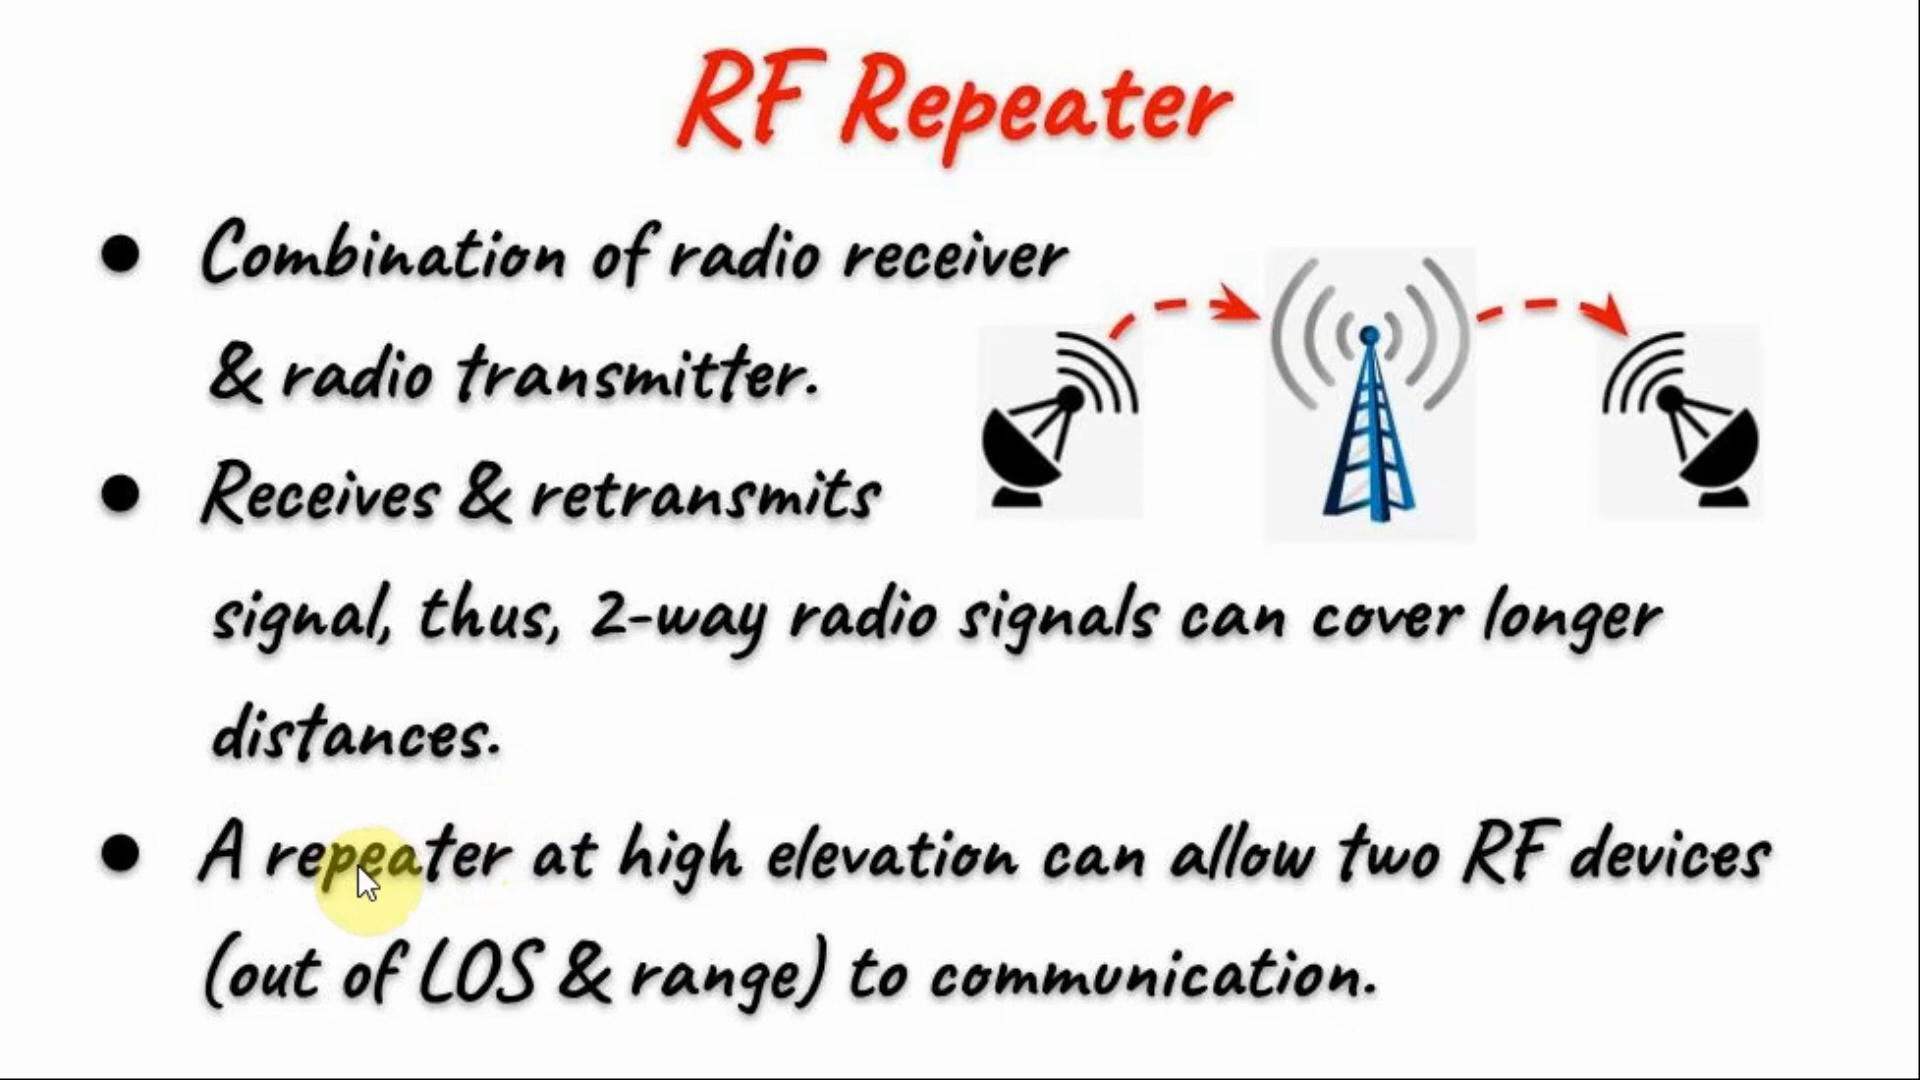 RF Repeater
● Combination of radio receiver
& radio transmitter.
● Receives & retransmits
signal, thus, 2-way radio signals can cover longer
distances.
● A repeater at high elevation can allow two RF devices
(out of LOS & range) to communication.